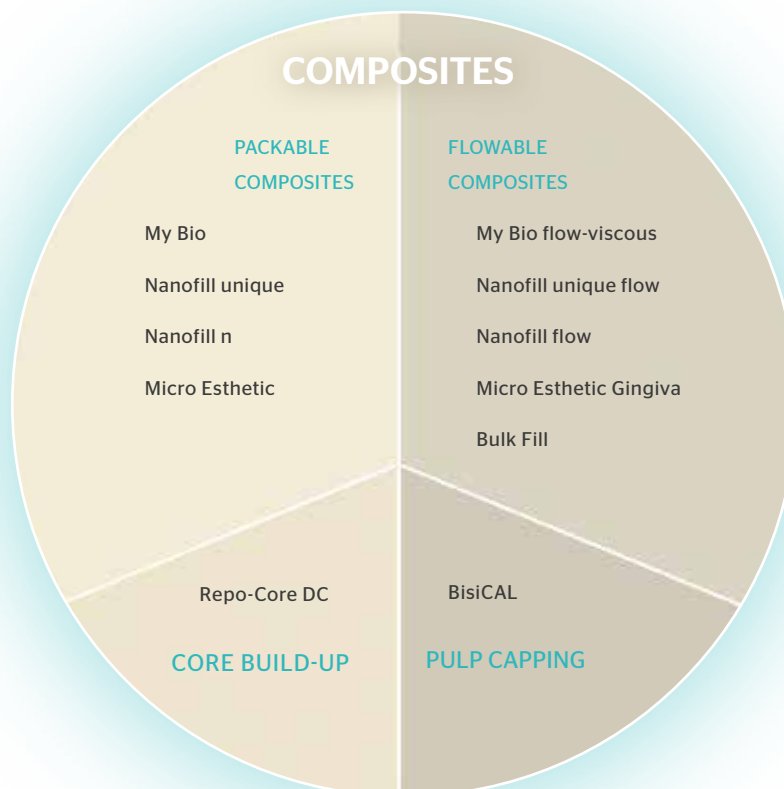 COMPOSITES
PACKABLE
COMPOSITES
My Bio
Nanofill unique
Nanofill n
Micro Esthetic
FLOWABLE
COMPOSITES
My Bio flow-viscous
Nanofill unique flow
Nanofill flow
Micro Esthetic Gingiva
Bulk Fill
Repo-Core DC
CORE BUILD-UP
BisiCAL
PULP CAPPING